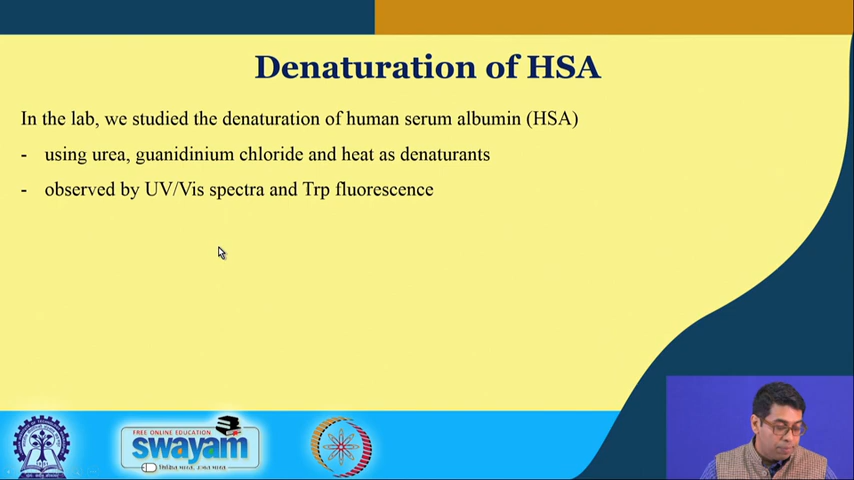 Denaturation of HSA
In the lab, we studied the denaturation of human serum albumin (HSA)
- using urea, guanidinium chloride and heat as denaturants
- observed by UV/Vis spectra and Trp fluorescence
FREE ONLINE EDUCATION
swayam